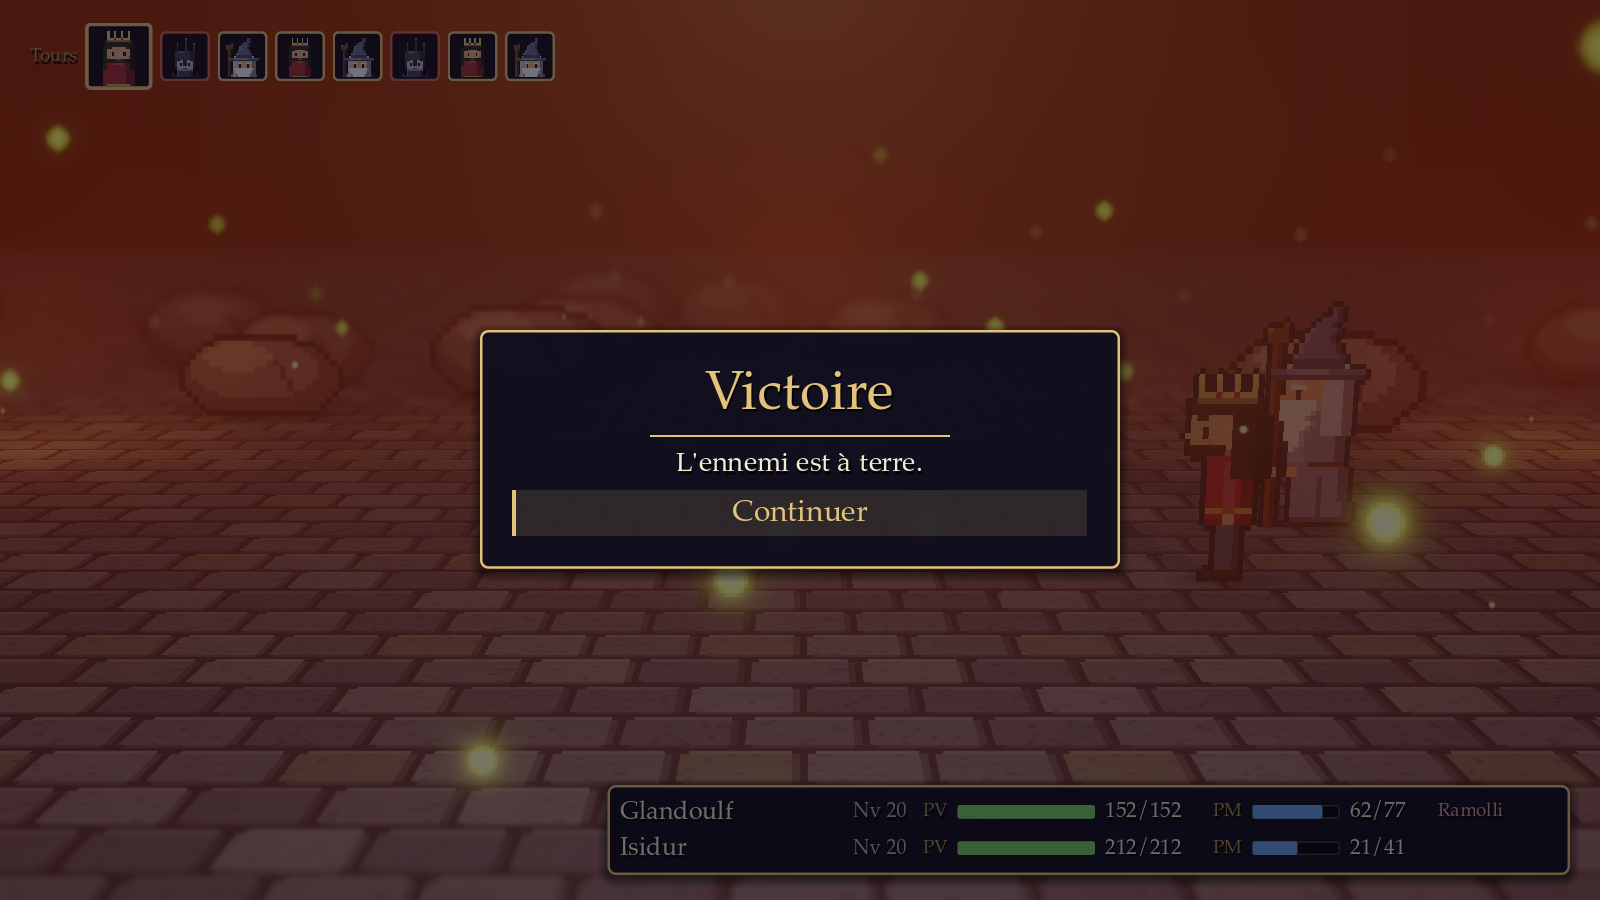 Tours
Victoire
L'ennemi est à terre.
Continuer
Glandoulf Nv 20 PV 152/152 PM 62/77 Ramolli
Isidur Nv 20 PV 212/212 PM 21/41